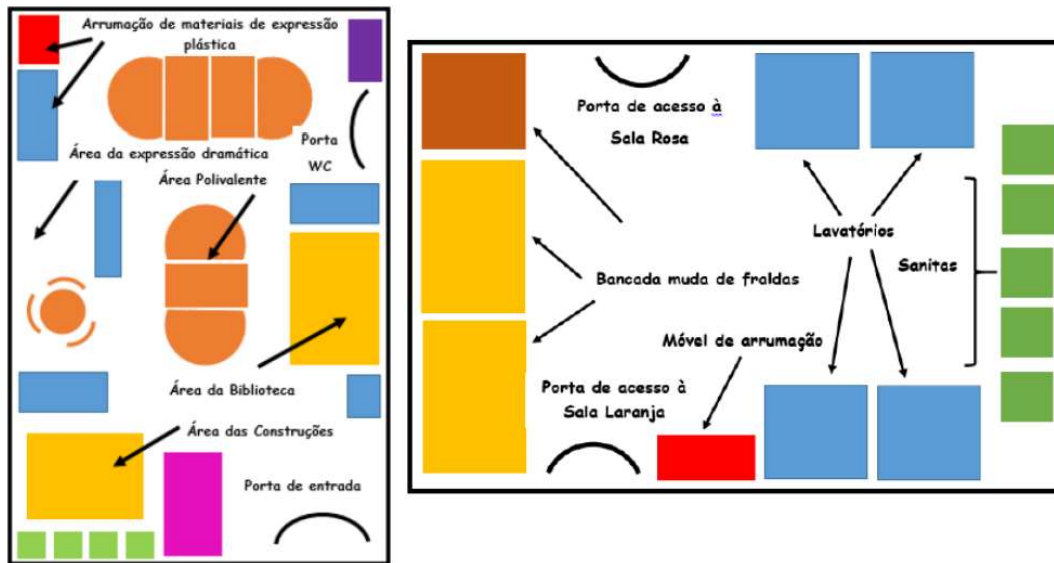 Arrumação de materiais de expressão
plástica
Porta
WC
Área da expressão dramática
Área Polivalente
Área da Biblioteca
Área das Construções
Porta de entrada
Porta de acesso à
Sala Rosa
Lavatórios
Sanitas
Bancada muda de fraldas
Móvel de arrumação
Porta de acesso à
Sala Laranja